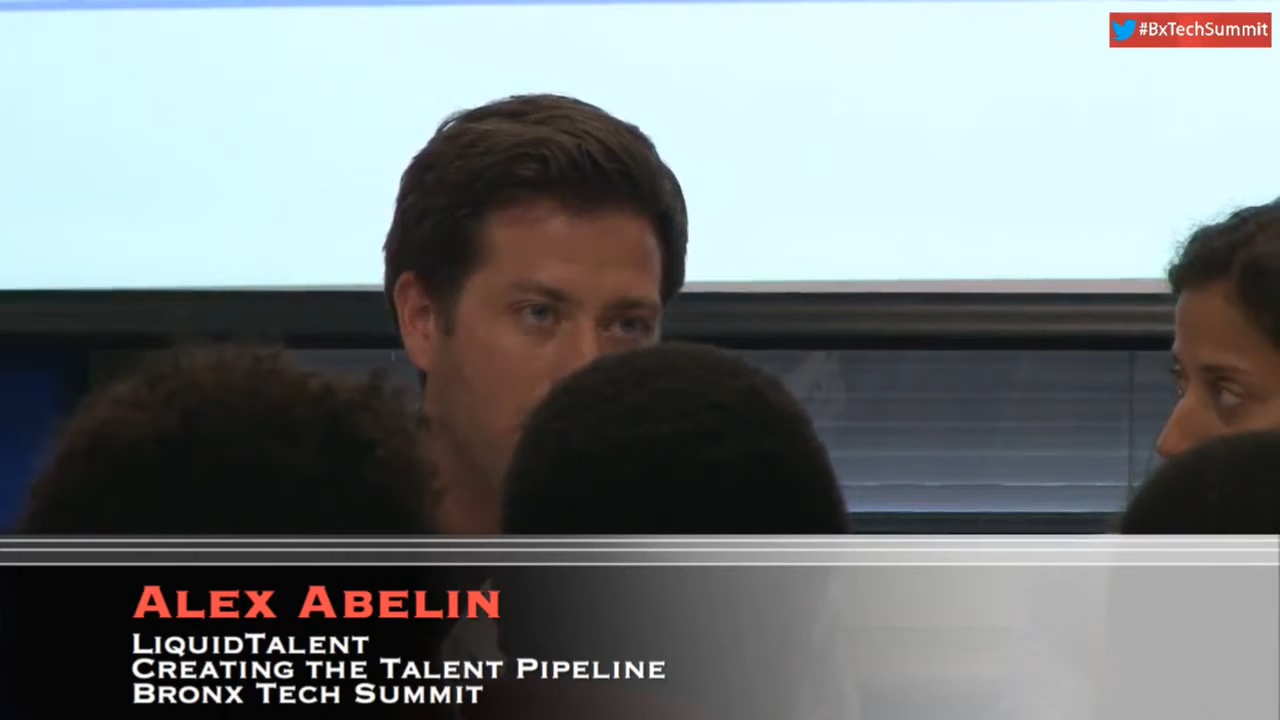 #BxTechSummit
ALEX ABELIN
LIQUIDTALENT
CREATING THE TALENT PIPELINE
BRONX TECH SUMMIT